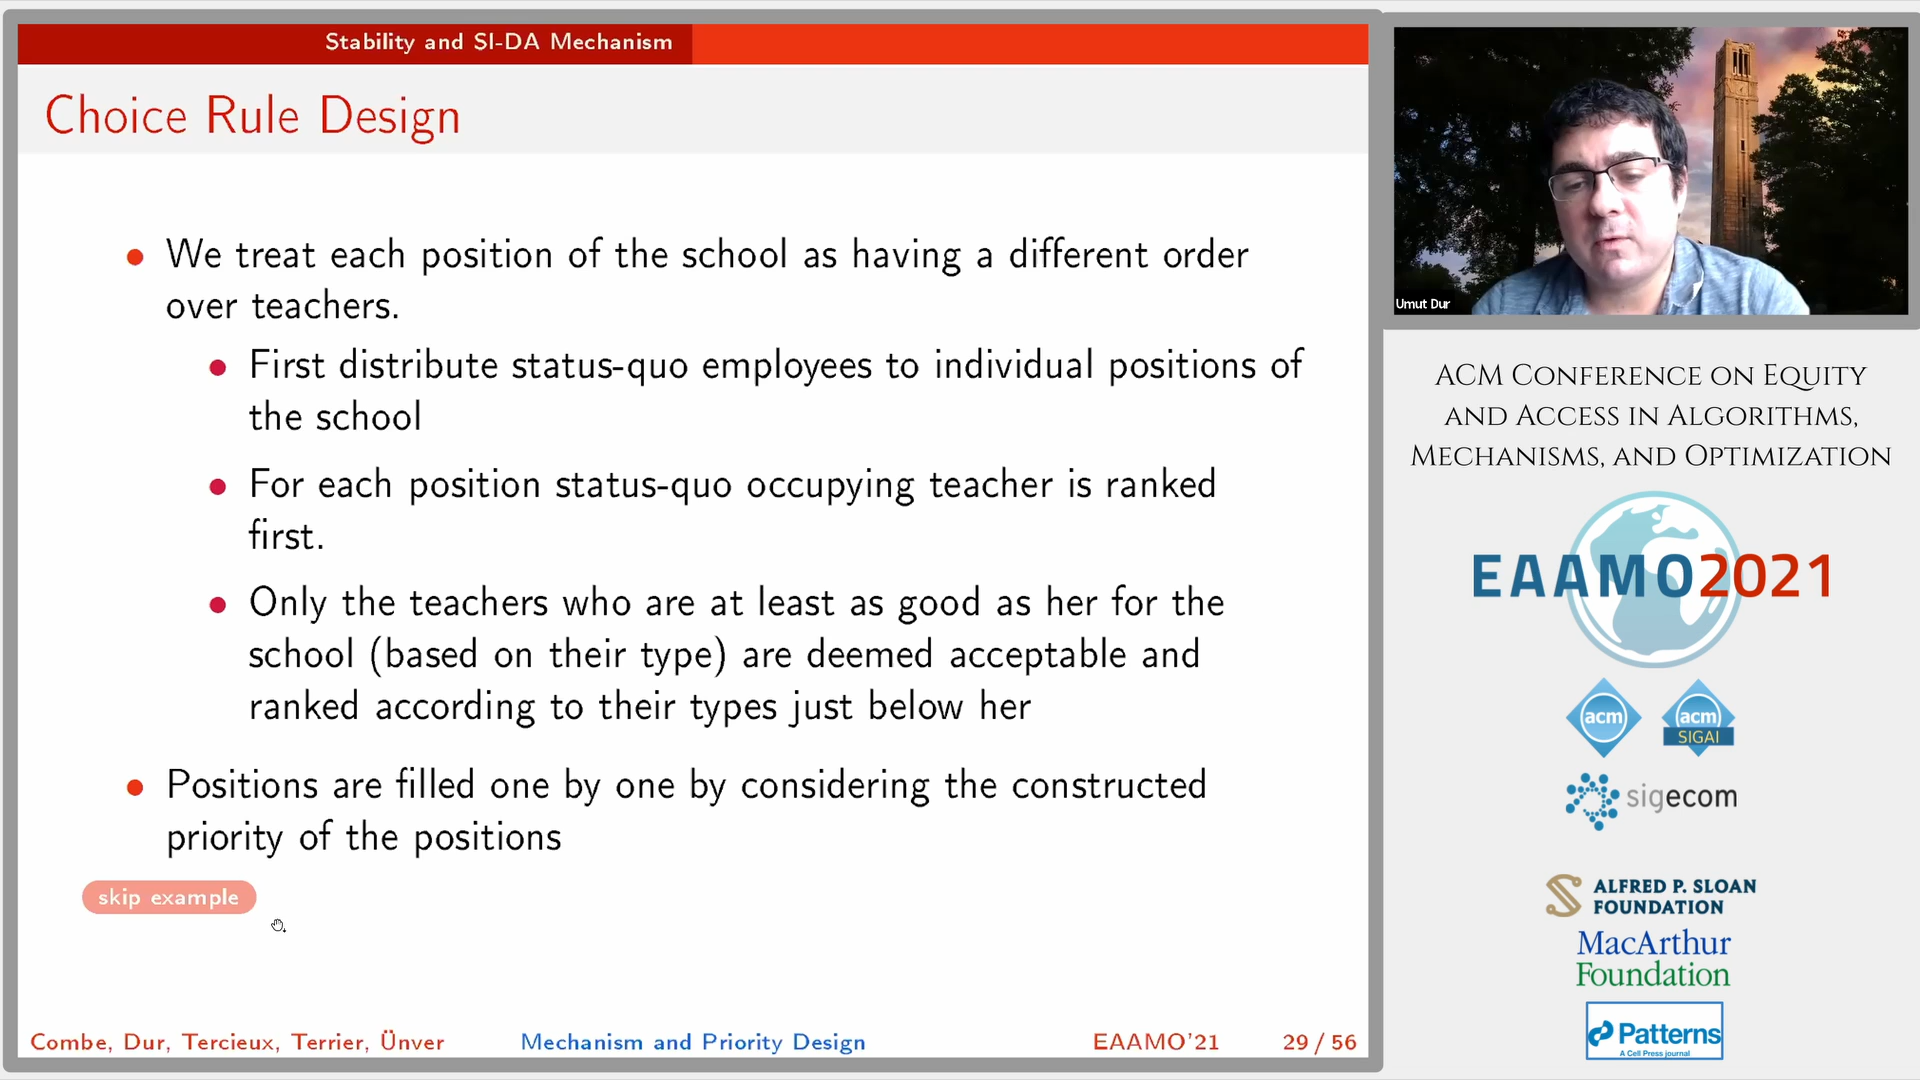 Stability and SI-DA Mechanism
Choice Rule Design
We treat each position of the school as having a different order
over teachers.
First distribute status-quo employees to individual positions of
the school
For each position status-quo occupying teacher is ranked
first.
Only the teachers who are at least as good as her for the
school (based on their type) are deemed acceptable and
ranked according to their types just below her
Positions are filled one by one by considering the constructed
priority of the positions
skip example
Combe, Dur, Tercieux, Terrier, Ünver
Mechanism and Priority Design
EAAMO'21
29 / 56
Umut Dur
ACM Conference on Equity
and Access in Algorithms,
Mechanisms, and Optimization
EAAMO2021
acm
acm
SIGAI
sigecom
ALFRED P. SLOAN
FOUNDATION
MacArthur
Foundation
Patterns
A Cell Press journal